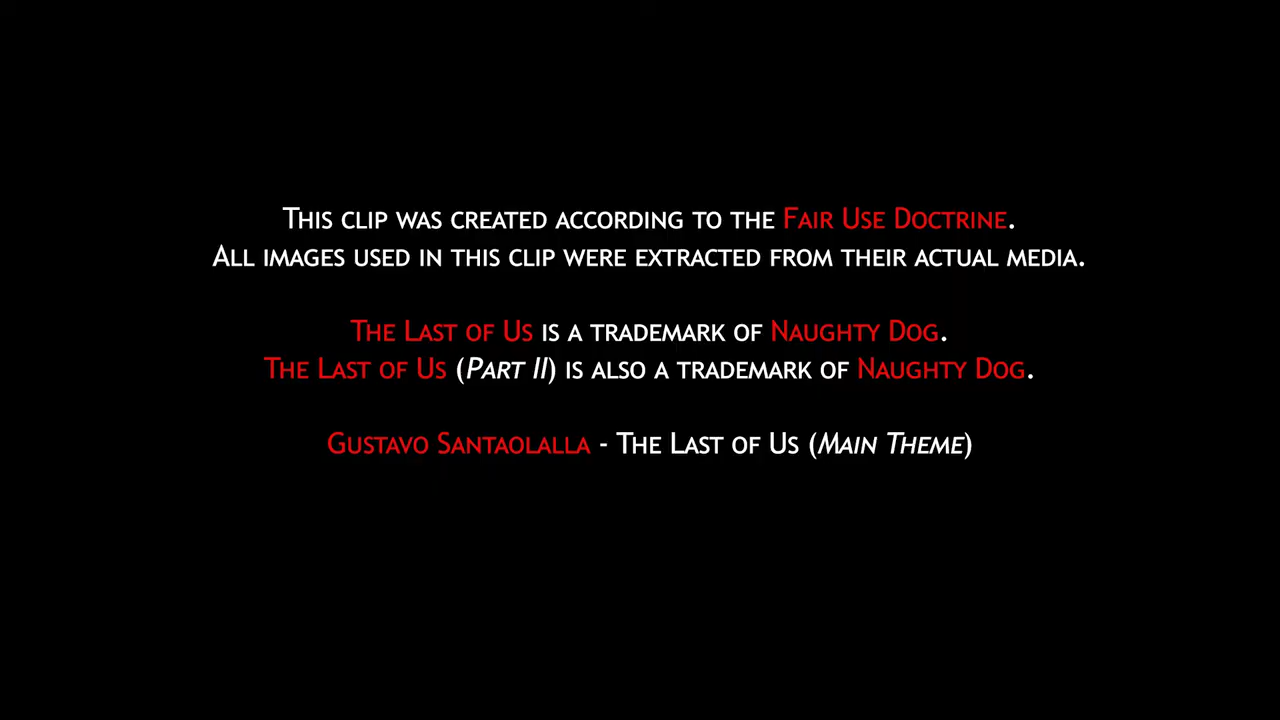 This clip was created according to the Fair Use Doctrine.
All images used in this clip were extracted from their actual media.
The Last of Us is a trademark of Naughty Dog.
The Last of Us (Part II) is also a trademark of Naughty Dog.
Gustavo Santaolalla - The Last of Us (Main Theme)